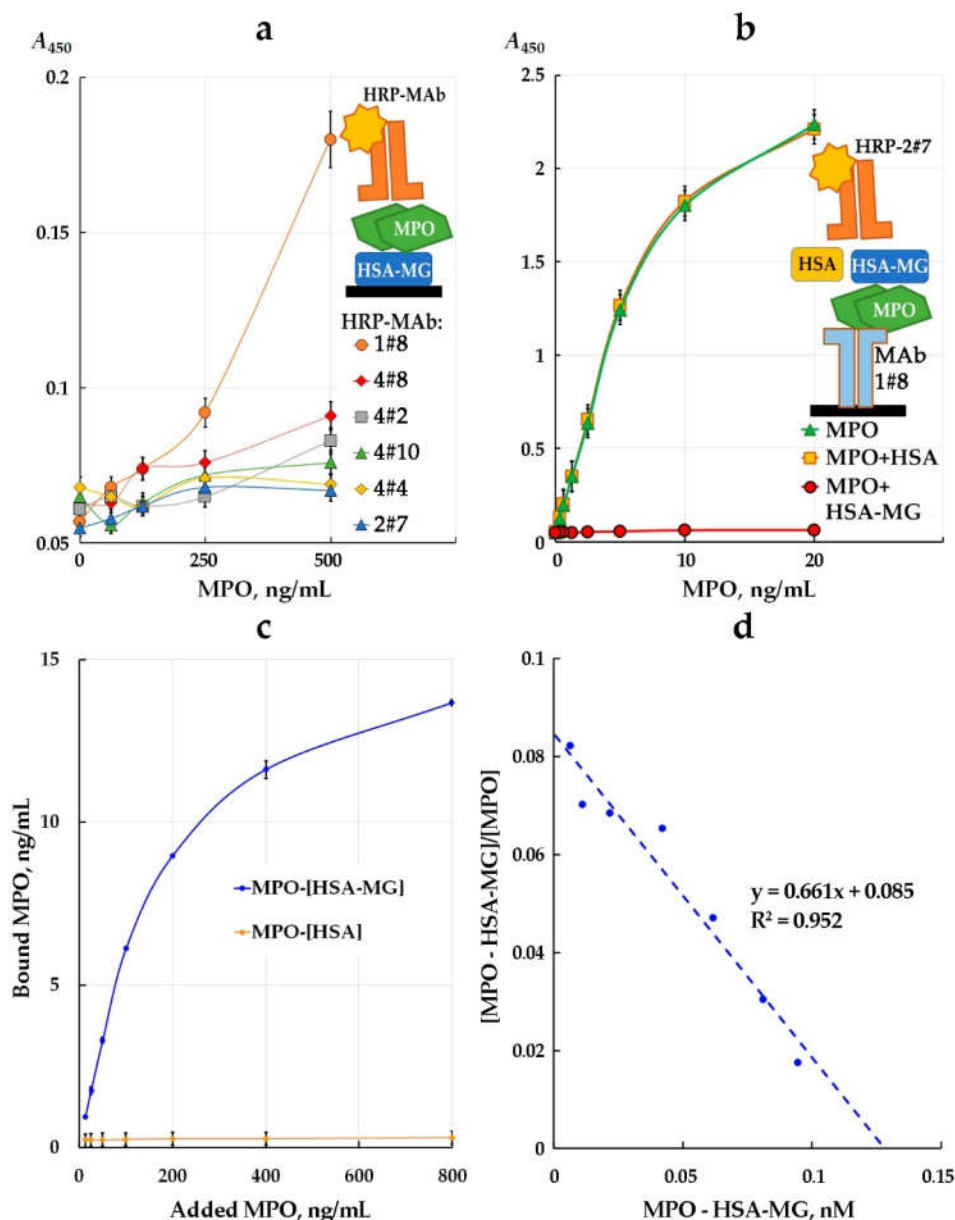 a
A450
0.2
0.15
0.1
0.05
0
250
500
MPO, ng/mL
HRP-MAb
MPO
HSA-MG
HRP-MAb:
1#8
4#8
4#2
4#10
4#4
2#7
b
A450
2.5
2
1.5
1
0.5
0
0
10
20
MPO, ng/mL
HRP-2#7
HSA
HSA-MG
MPO
MAb
1#8
MPO
MPO+HSA
MPO+
HSA-MG
c
15
10
5
0
0
200
400
600
800
Bound MPO, ng/mL
Added MPO, ng/mL
MPO-[HSA-MG]
MPO-[HSA]
d
0.1
0.08
0.06
0.04
0.02
0
0
0.05
0.1
0.15
[MPO - HSA-MG]/[MPO]
MPO - HSA-MG, nM
y = 0.661x + 0.085
R² = 0.952